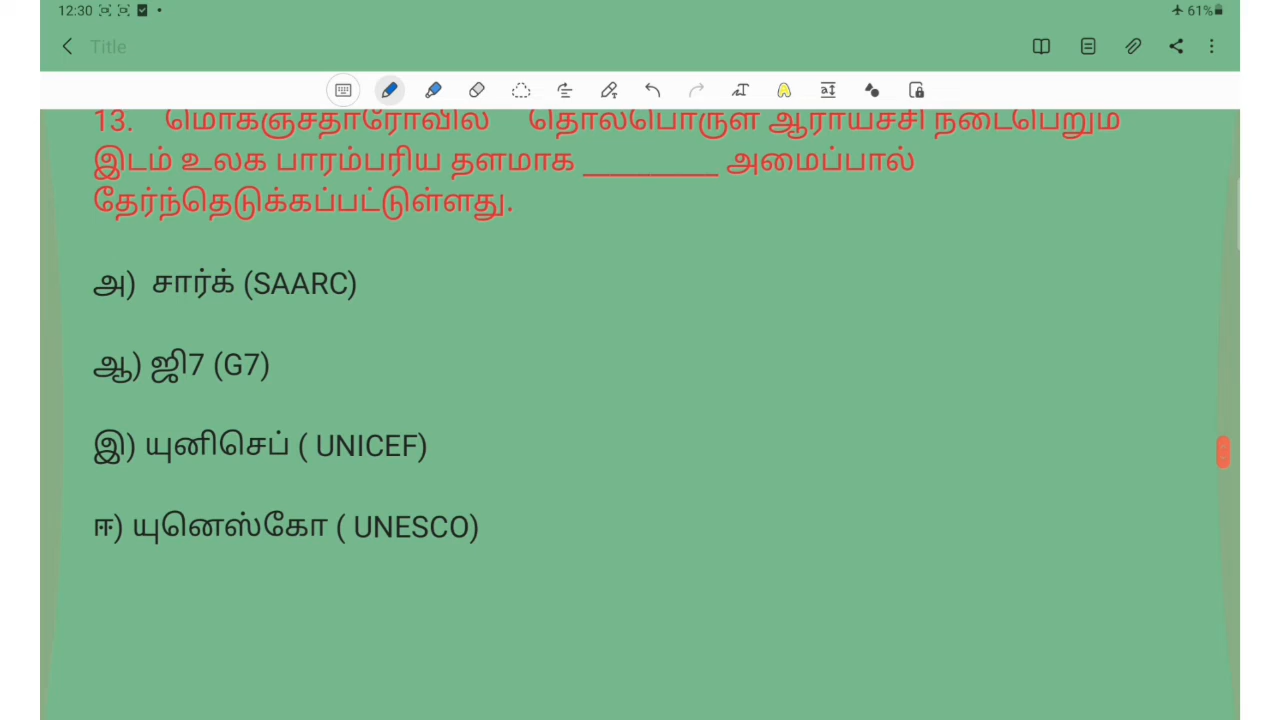 12:30
61%
Title
13. மொகஞ்சதாரோவில் தொல்பொருள் ஆராய்ச்சி நடைபெறும்
இடம் உலக பாரம்பரிய தளமாக _________ அமைப்பால்
தேர்ந்தெடுக்கப்பட்டுள்ளது.
அ) சார்க் (SAARC)
ஆ) ஜி7 (G7)
இ) யுனிசெப் ( UNICEF)
ஈ) யுனெஸ்கோ ( UNESCO)